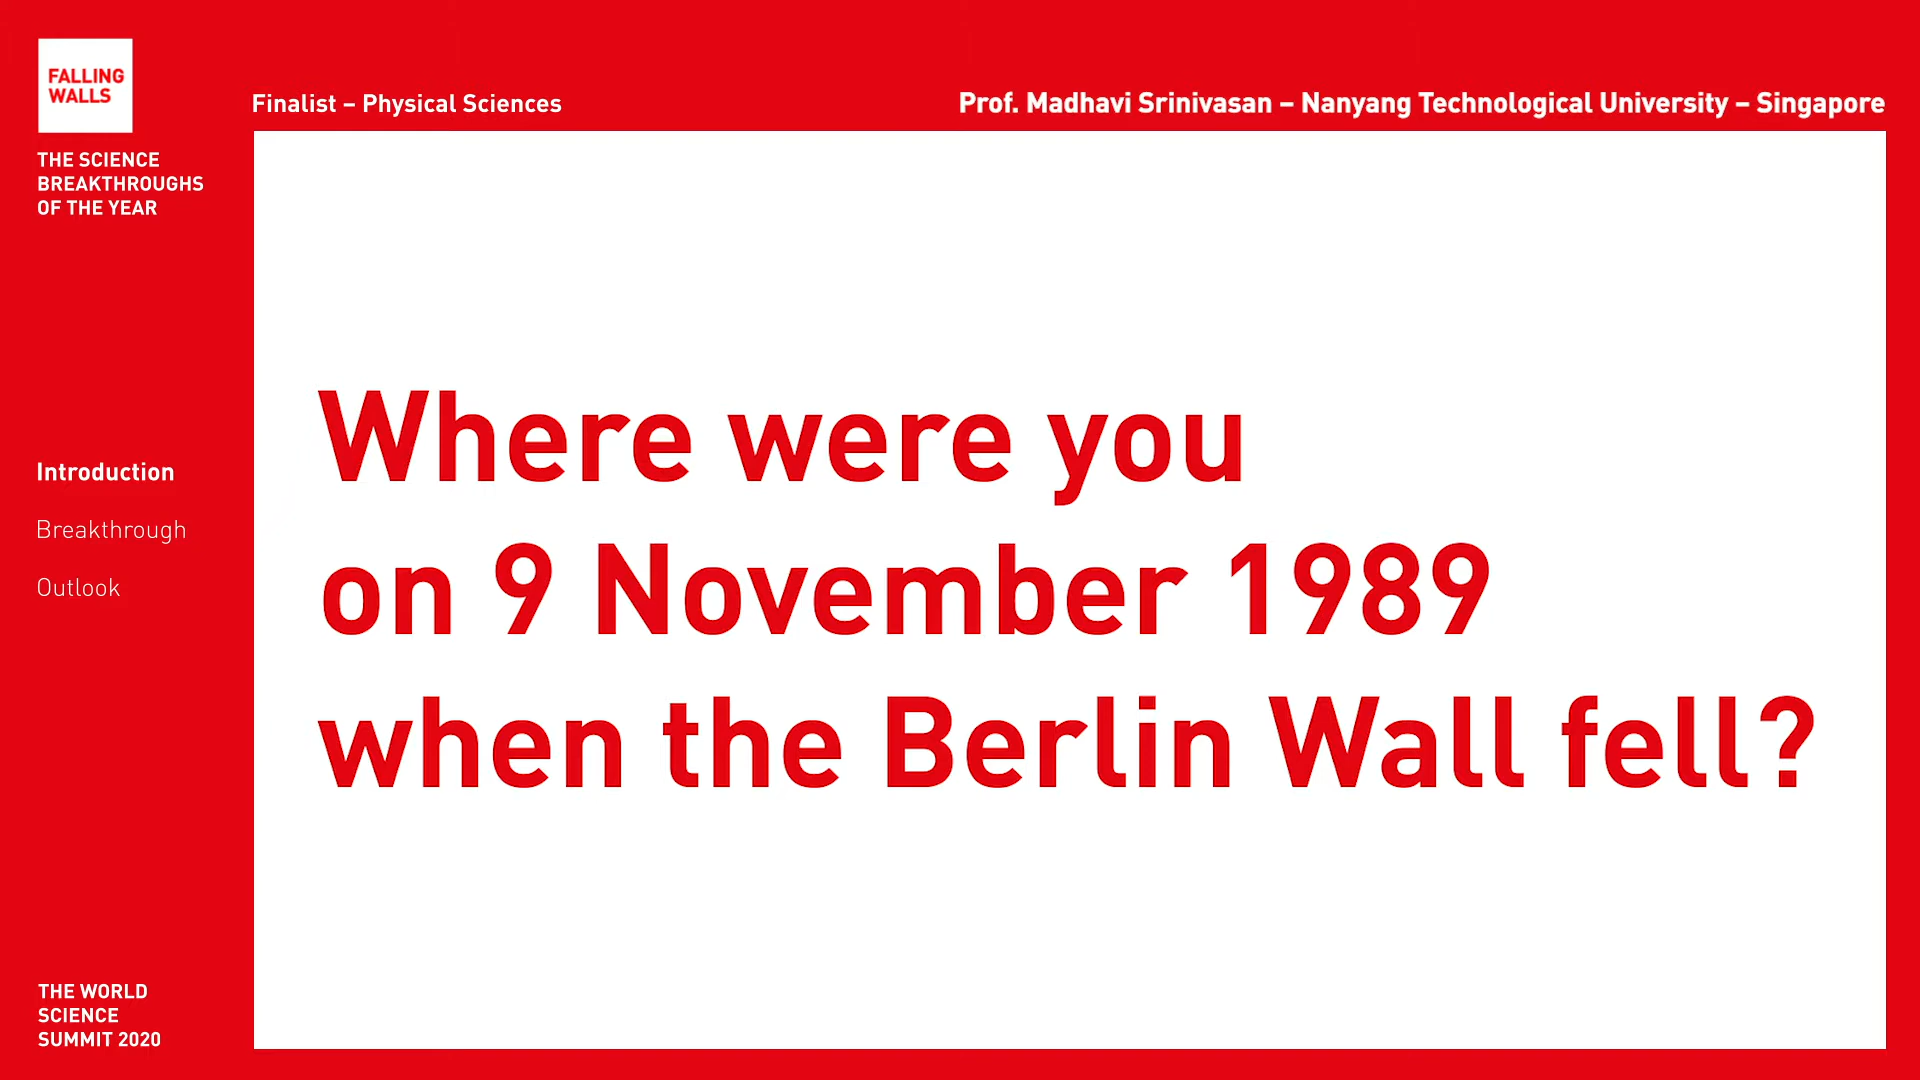 FALLING
WALLS
THE SCIENCE
BREAKTHROUGHS
OF THE YEAR
Finalist – Physical Sciences
Prof. Madhavi Srinivasan – Nanyang Technological University – Singapore
Introduction
Breakthrough
Outlook
Where were you
on 9 November 1989
when the Berlin Wall fell?
THE WORLD
SCIENCE
SUMMIT 2020